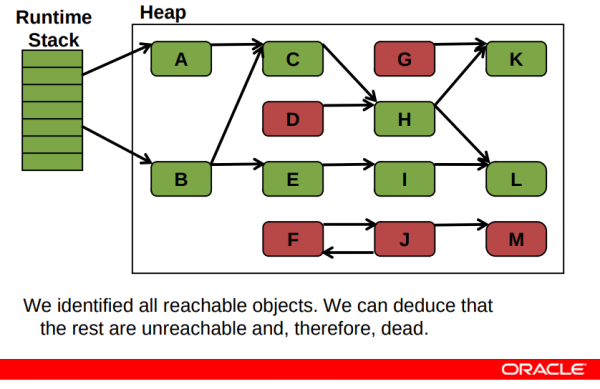 Runtime
Stack
Heap
A
C
G
K
D
H
B
E
I
L
F
J
M
We identified all reachable objects. We can deduce that
the rest are unreachable and, therefore, dead.
ORACLE